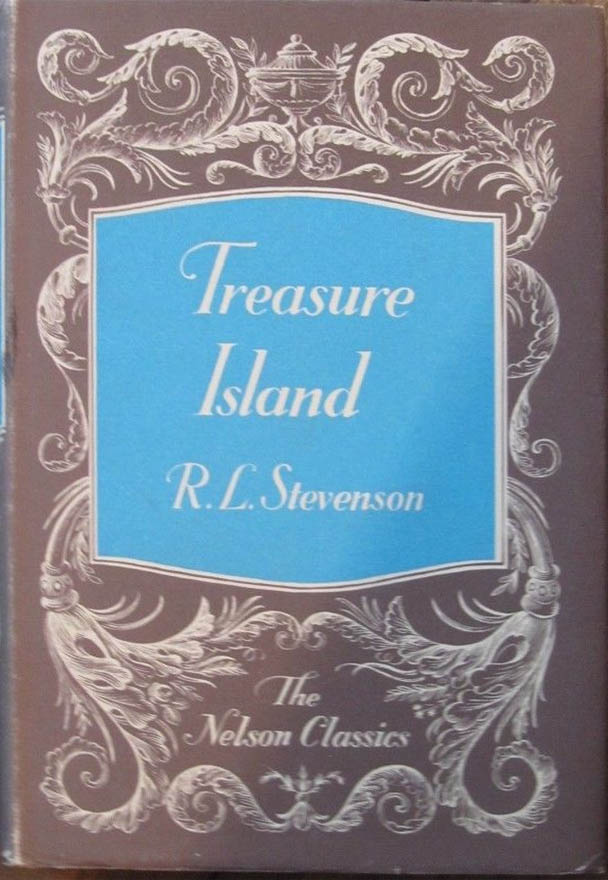 Treasure
Island
R. L. Stevenson
The
Nelson Classics